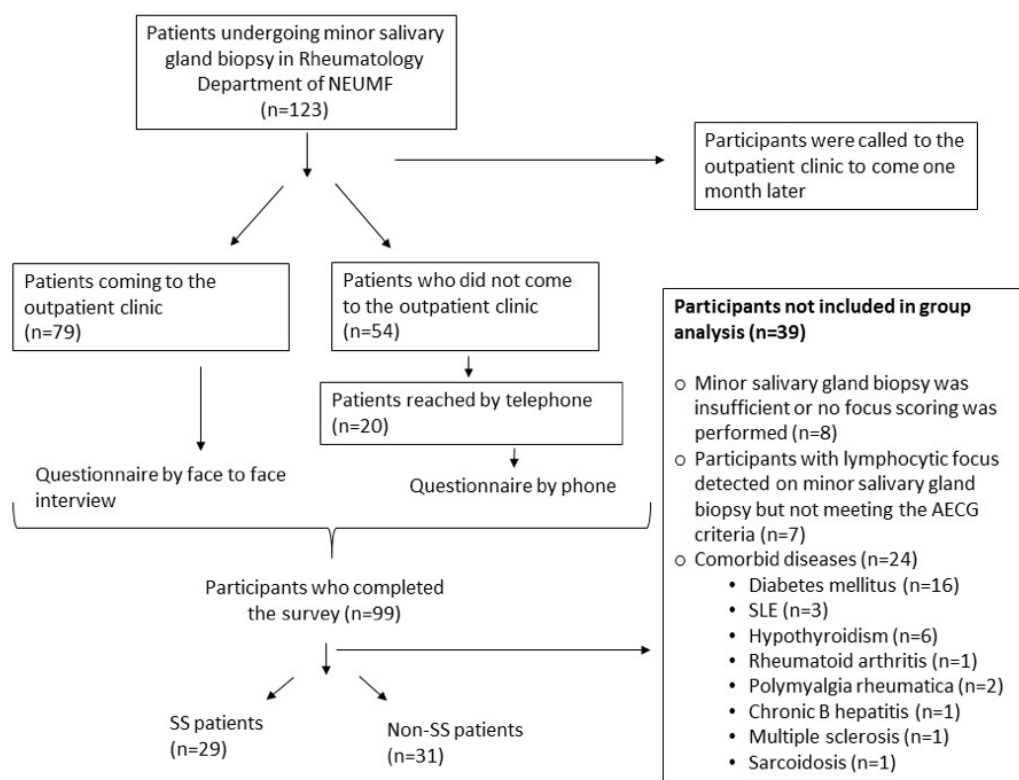 Patients undergoing minor salivary
gland biopsy in Rheumatology
Department of NEUMF
(n=123)
Participants were called to the
outpatient clinic to come one
month later
Patients coming to the
outpatient clinic
(n=79)
Patients who did not come
to the outpatient clinic
(n=54)
Patients reached by telephone
(n=20)
Questionnaire by face to face
interview
Questionnaire by phone
Participants who completed
the survey (n=99)
SS patients
(n=29)
Non-SS patients
(n=31)
Participants not included in group
analysis (n=39)
o Minor salivary gland biopsy was
insufficient or no focus scoring was
performed (n=8)
o Participants with lymphocytic focus
detected on minor salivary gland
biopsy but not meeting the AECG
criteria (n=7)
o Comorbid diseases (n=24)
• Diabetes mellitus (n=16)
• SLE (n=3)
• Hypothyroidism (n=6)
• Rheumatoid arthritis (n=1)
• Polymyalgia rheumatica (n=2)
• Chronic B hepatitis (n=1)
• Multiple sclerosis (n=1)
• Sarcoidosis (n=1)